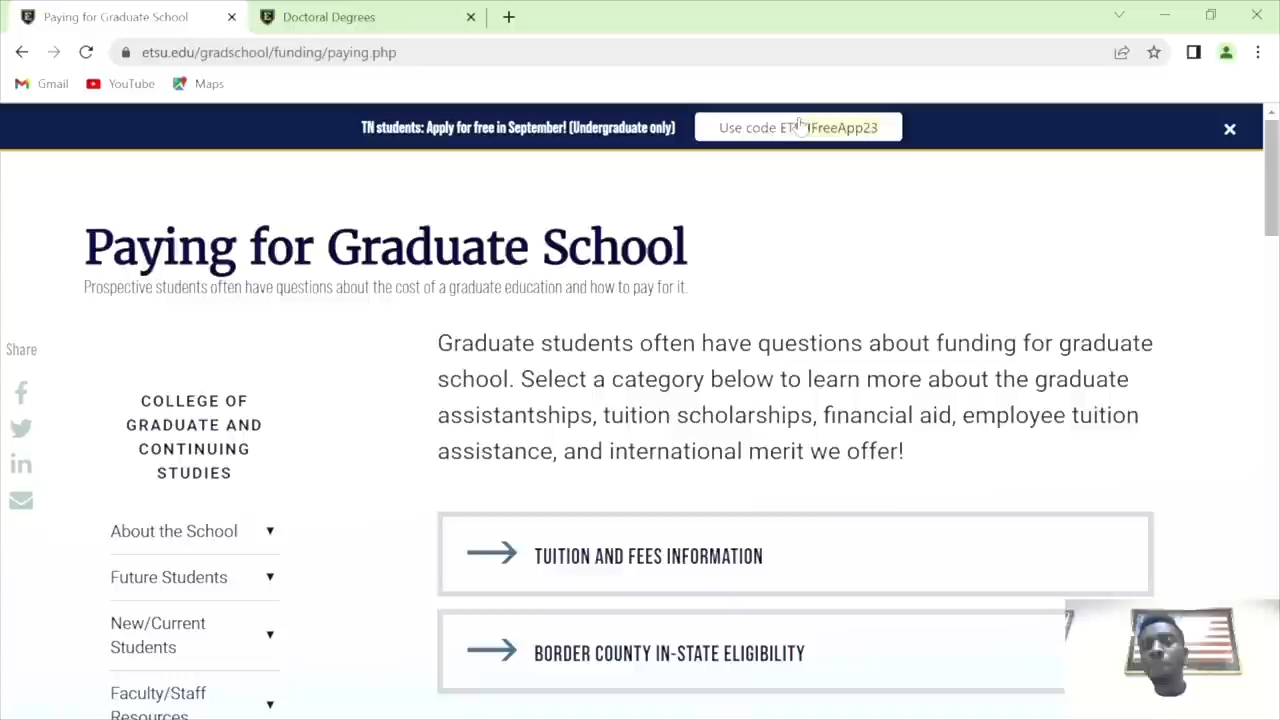 Paying for Graduate School
Doctoral Degrees
etsu.edu/gradschool/funding/paying.php
Gmail
YouTube
Maps
TN students: Apply for free in September! (Undergraduate only)
Use code ET FreeApp23
Paying for Graduate School
Prospective students often have questions about the cost of a graduate education and how to pay for it.
Share
COLLEGE OF
GRADUATE AND
CONTINUING
STUDIES
About the School
Future Students
New/Current
Students
Faculty/Staff
Resources
Graduate students often have questions about funding for graduate
school. Select a category below to learn more about the graduate
assistantships, tuition scholarships, financial aid, employee tuition
assistance, and international merit we offer!
TUITION AND FEES INFORMATION
BORDER COUNTY IN-STATE ELIGIBILITY